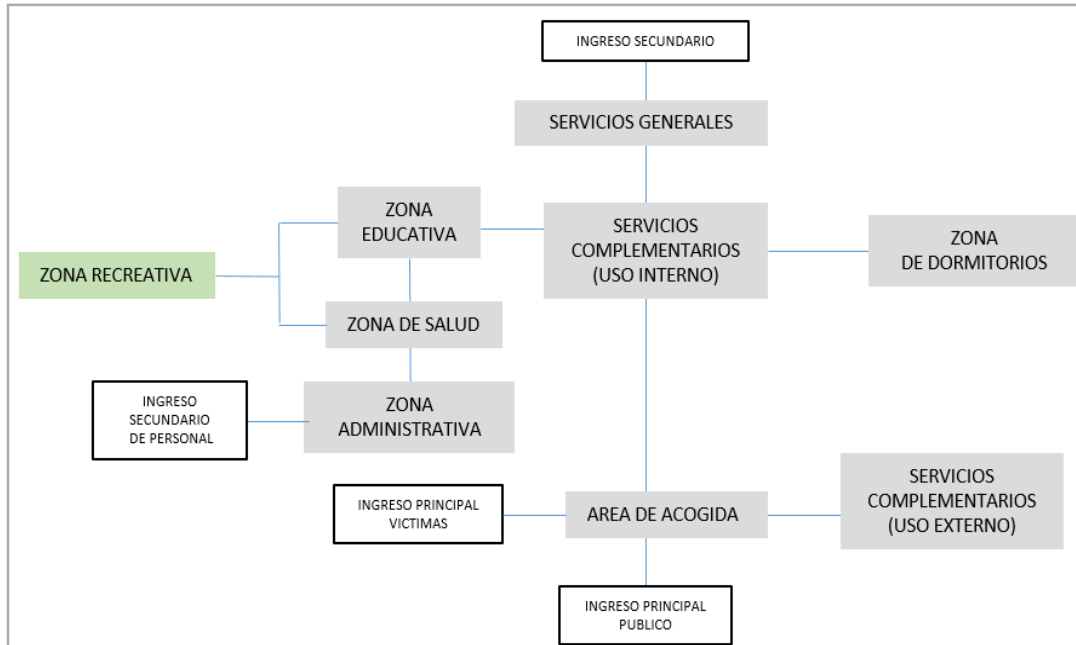 INGRESO SECUNDARIO
SERVICIOS GENERALES
ZONA
EDUCATIVA
SERVICIOS
COMPLEMENTARIOS
(USO INTERNO)
ZONA
DE DORMITORIOS
ZONA RECREATIVA
ZONA DE SALUD
INGRESO
SECUNDARIO
DE PERSONAL
ZONA
ADMINISTRATIVA
INGRESO PRINCIPAL
VICTIMAS
AREA DE ACOGIDA
SERVICIOS
COMPLEMENTARIOS
(USO EXTERNO)
INGRESO PRINCIPAL
PUBLICO